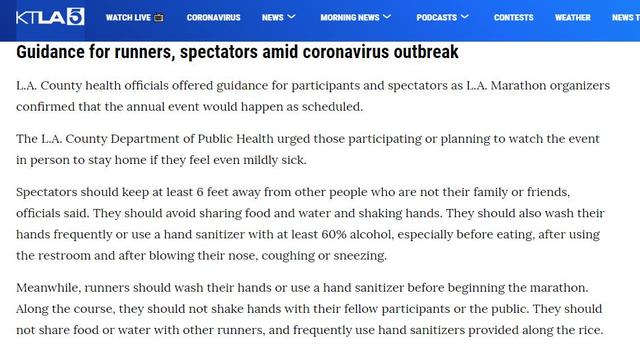 KTLA 5 WATCH LIVE CORONAVIRUS NEWS MORNING NEWS PODCASTS CONTESTS WEATHER NEWS T
Guidance for runners, spectators amid coronavirus outbreak
L.A. County health officials offered guidance for participants and spectators as L.A. Marathon organizers
confirmed that the annual event would happen as scheduled.
The L.A. County Department of Public Health urged those participating or planning to watch the event
in person to stay home if they feel even mildly sick.
Spectators should keep at least 6 feet away from other people who are not their family or friends,
officials said. They should avoid sharing food and water and shaking hands. They should also wash their
hands frequently or use a hand sanitizer with at least 60% alcohol, especially before eating, after using
the restroom and after blowing their nose, coughing or sneezing.
Meanwhile, runners should wash their hands or use a hand sanitizer before beginning the marathon.
Along the course, they should not shake hands with their fellow participants or the public. They should
not share food or water with other runners, and frequently use hand sanitizers provided along the rice.